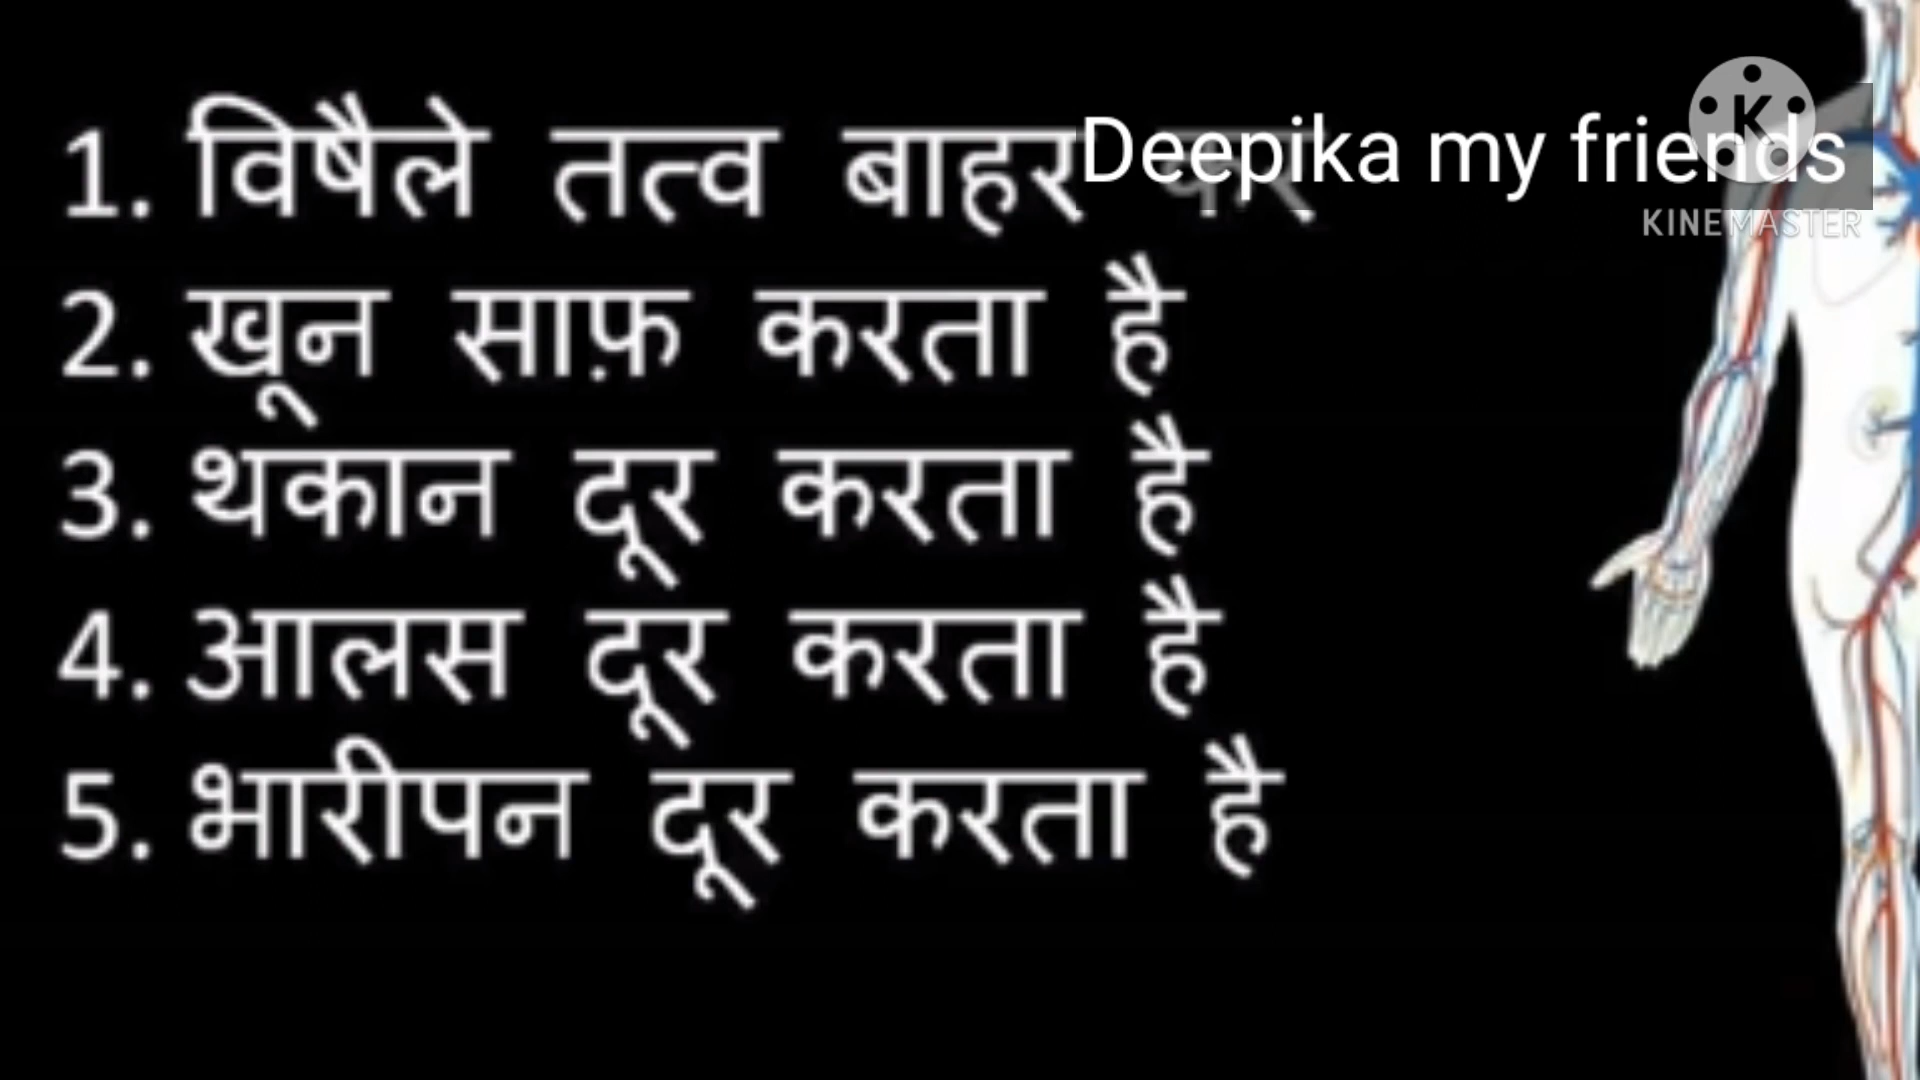 1. विषैले तत्व बाहर
Deepika my friends
KINEMASTER
2. खून साफ़ करता है
3. थकान दूर करता है
4. आलस दूर करता है
5. भारीपन दूर करता है